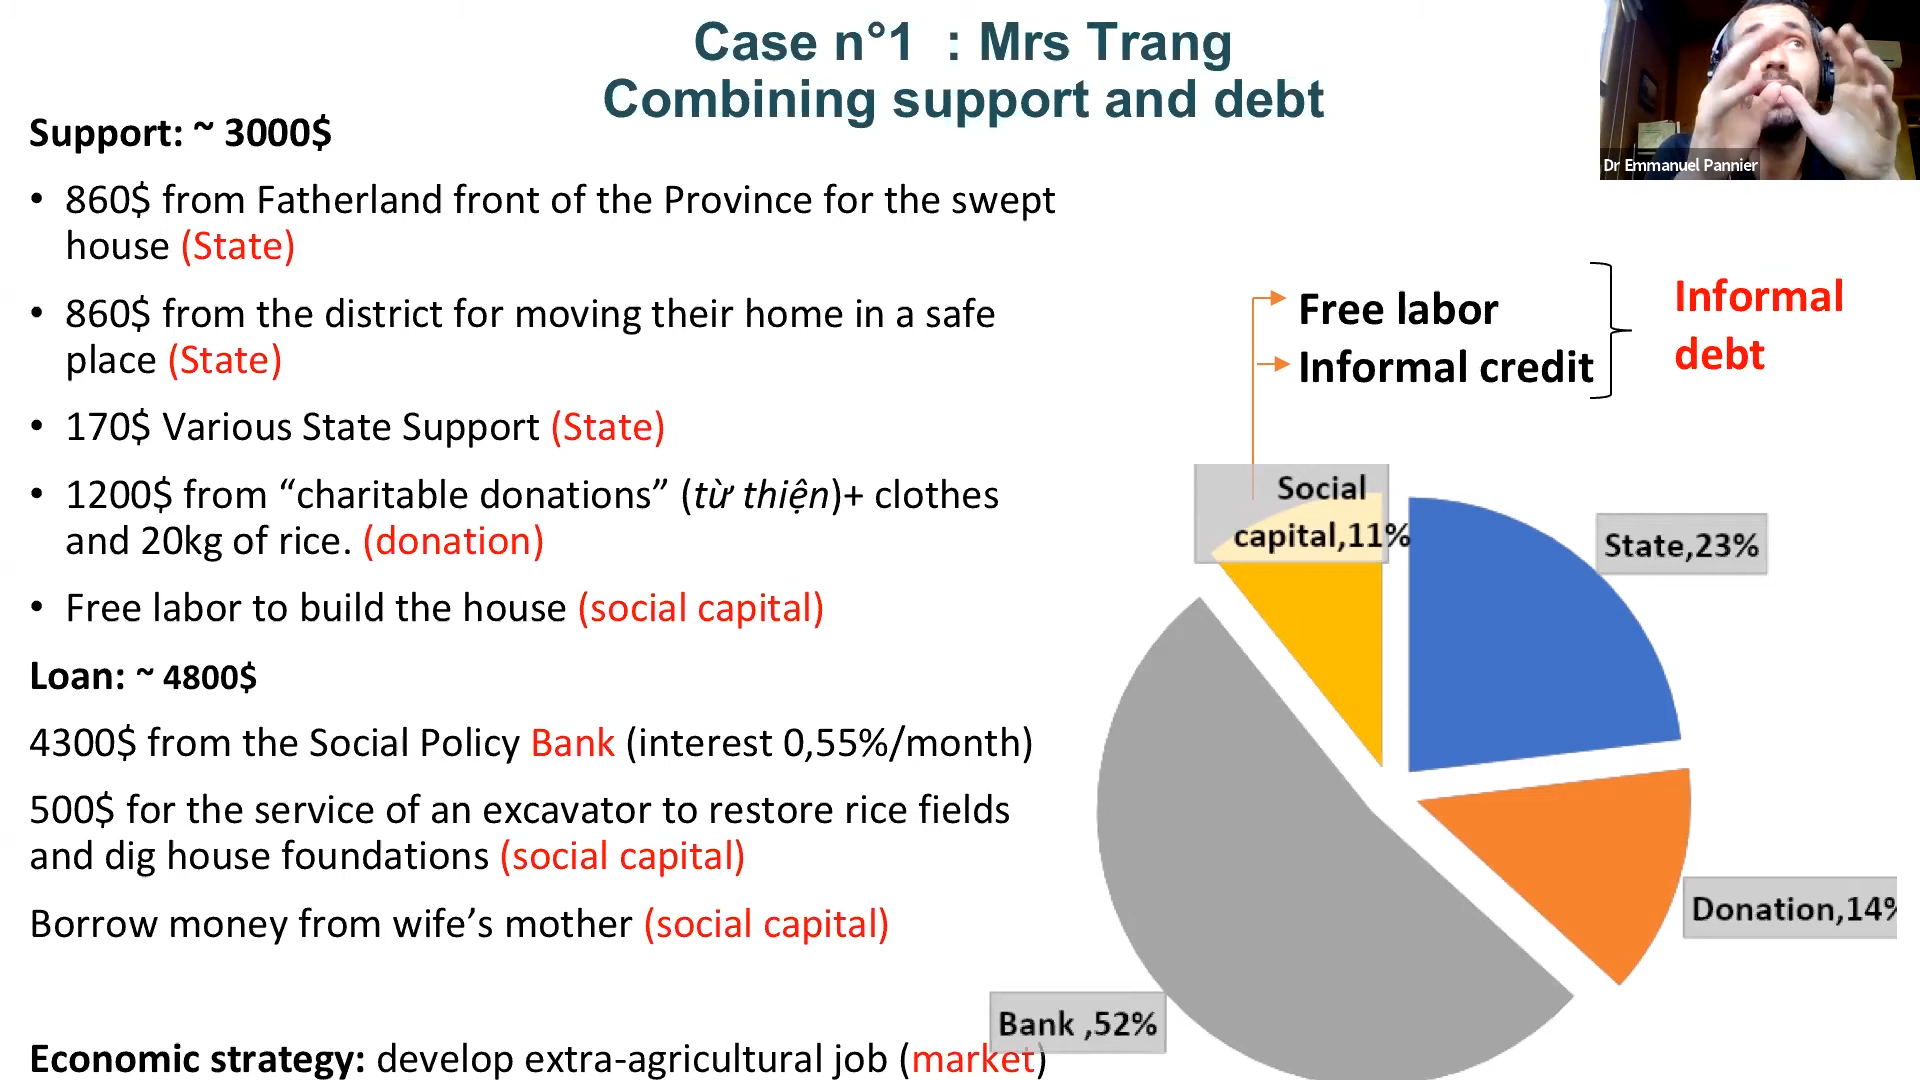 Case n°1 : Mrs Trang
Combining support and debt
Dr Emmanuel Pannier
Support: ~ 3000$
• 860$ from Fatherland front of the Province for the swept
house (State)
• 860$ from the district for moving their home in a safe
place (State)
• 170$ Various State Support (State)
• 1200$ from “charitable donations” (từ thiện)+ clothes
and 20kg of rice. (donation)
• Free labor to build the house (social capital)
Loan: ~ 4800$
4300$ from the Social Policy Bank (interest 0,55%/month)
500$ for the service of an excavator to restore rice fields
and dig house foundations (social capital)
Borrow money from wife’s mother (social capital)
Economic strategy: develop extra-agricultural job (market)
Free labor
Informal credit
Informal
debt
Social
capital,11%
State,23%
Donation,14%
Bank ,52%